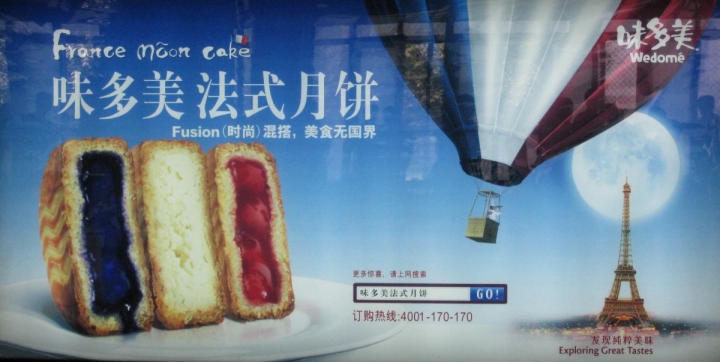 France moon cake
味多美 法式月饼
Fusion(时尚)混搭，美食无国界
味多美
Wedomé
更多惊喜，请上网搜索
味多美法式月饼 GO!
订购热线:4001-170-170
发现纯粹美味
Exploring Great Tastes